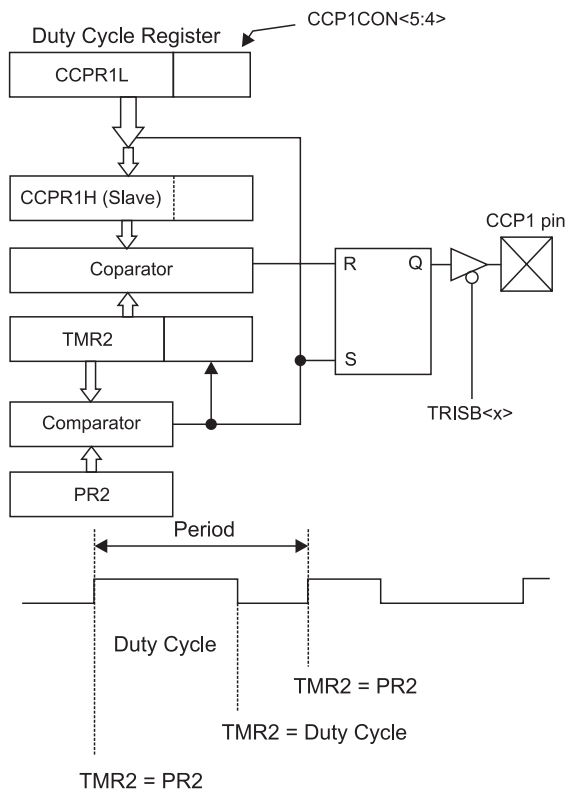 CCP1CON<5:4>
Duty Cycle Register
CCPR1L
CCPR1H (Slave)
CCP1 pin
Coparator
R
Q
TMR2
S
Comparator
TRISB<x>
PR2
Period
Duty Cycle
TMR2 = PR2
TMR2 = Duty Cycle
TMR2 = PR2